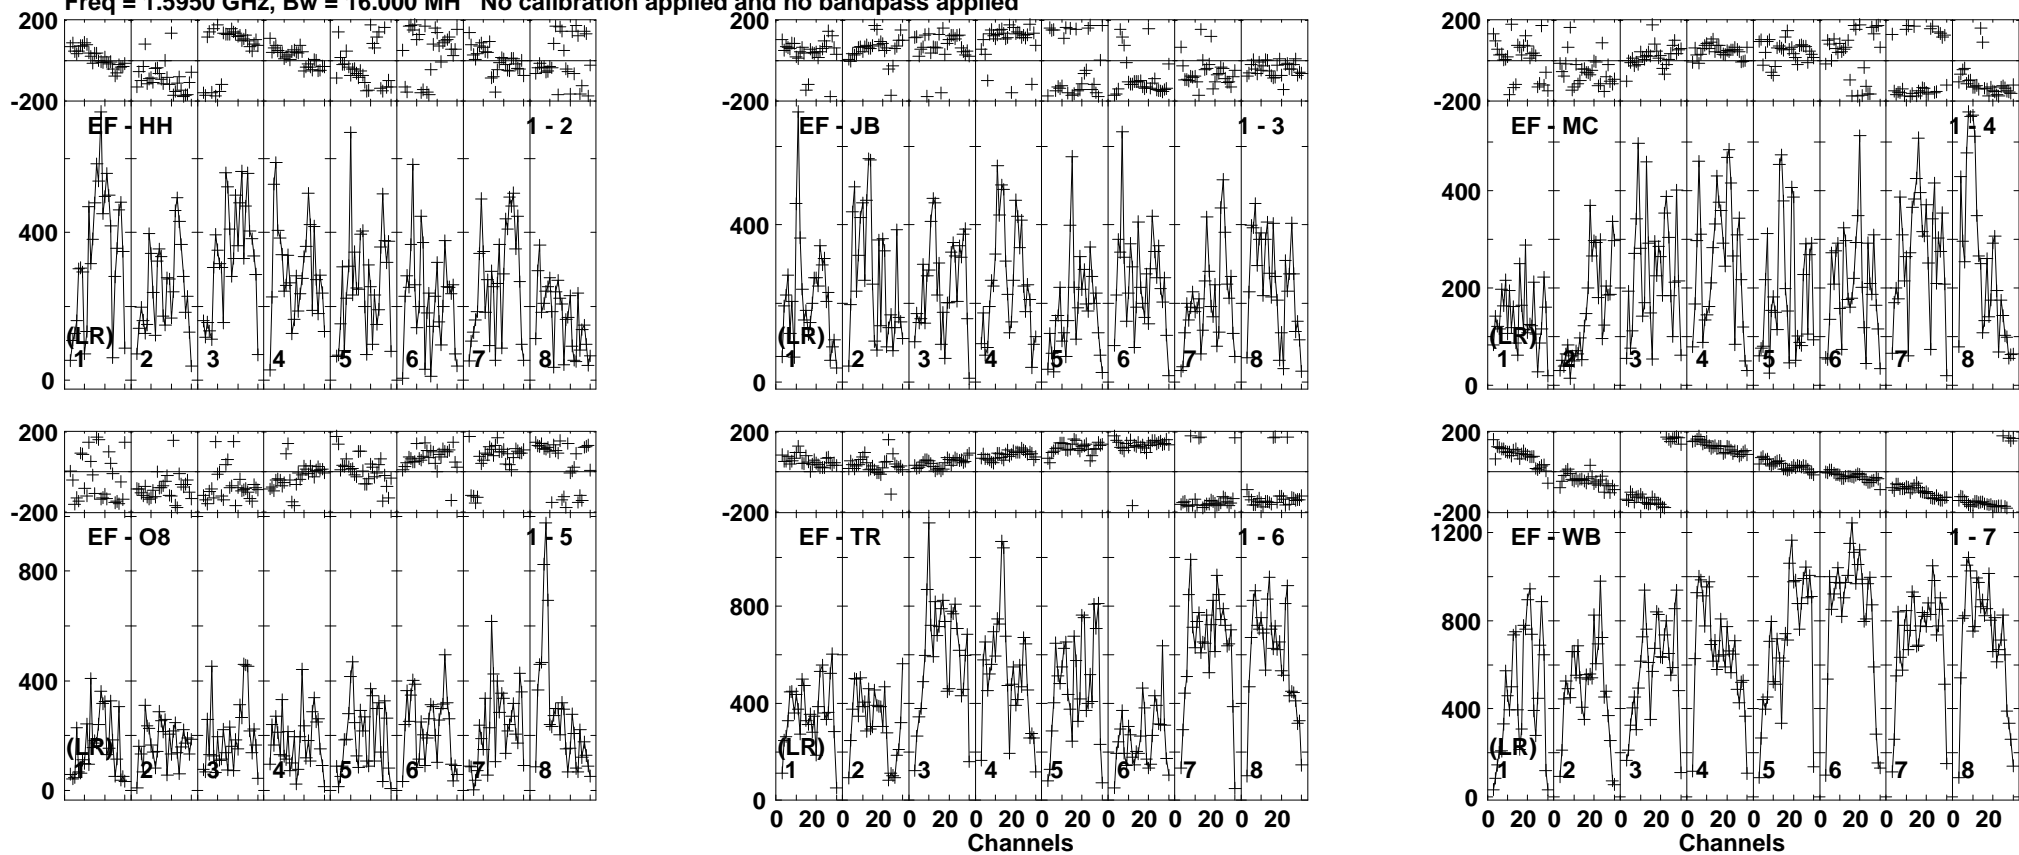 Freq = 1.5950 GHz, Bw = 16.000 MH No calibration applied and no bandpass applied
200 200 200
-200 -200 -200
EF - HH 1 - 2 EF - JB 1 - 3 EF - MC 1 - 4
400 400 400
200
(LR) (LR) (LR)
1 2 3 4 5 6 7 8 1 2 3 4 5 6 7 8 1 2 3 4 5 6 7 8
0 0 0
200 200 200
-200 -200 -200
EF - O8 1 - 5 EF - TR 1 - 6 EF - WB 1 - 7
1200
800 800 800
400 400 400
(LR) (LR) (LR)
1 2 3 4 5 6 7 8 1 2 3 4 5 6 7 8 1 2 3 4 5 6 7 8
0 0 0
0 20 0 20 0 20 0 20 0 20 0 20 0 20 0 20 0 20 0 20 0 20 0 20 0 20 0 20 0 20 0 20
Channels Channels